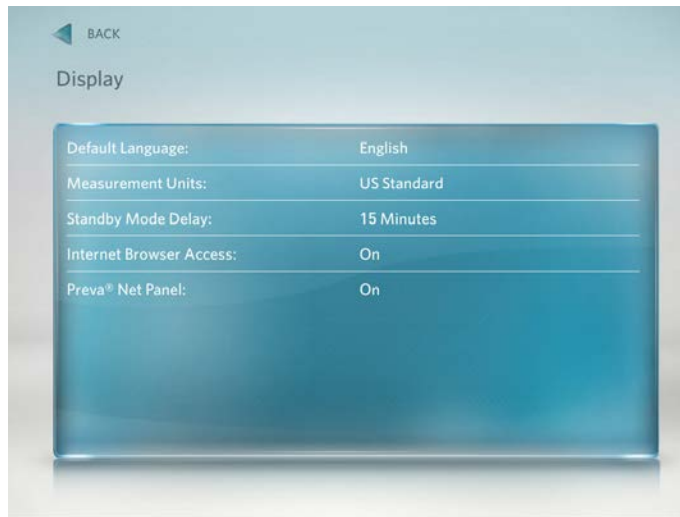 BACK
Display
Default Language: English
Measurement Units: US Standard
Standby Mode Delay: 15 Minutes
Internet Browser Access: On
Preva® Net Panel: On